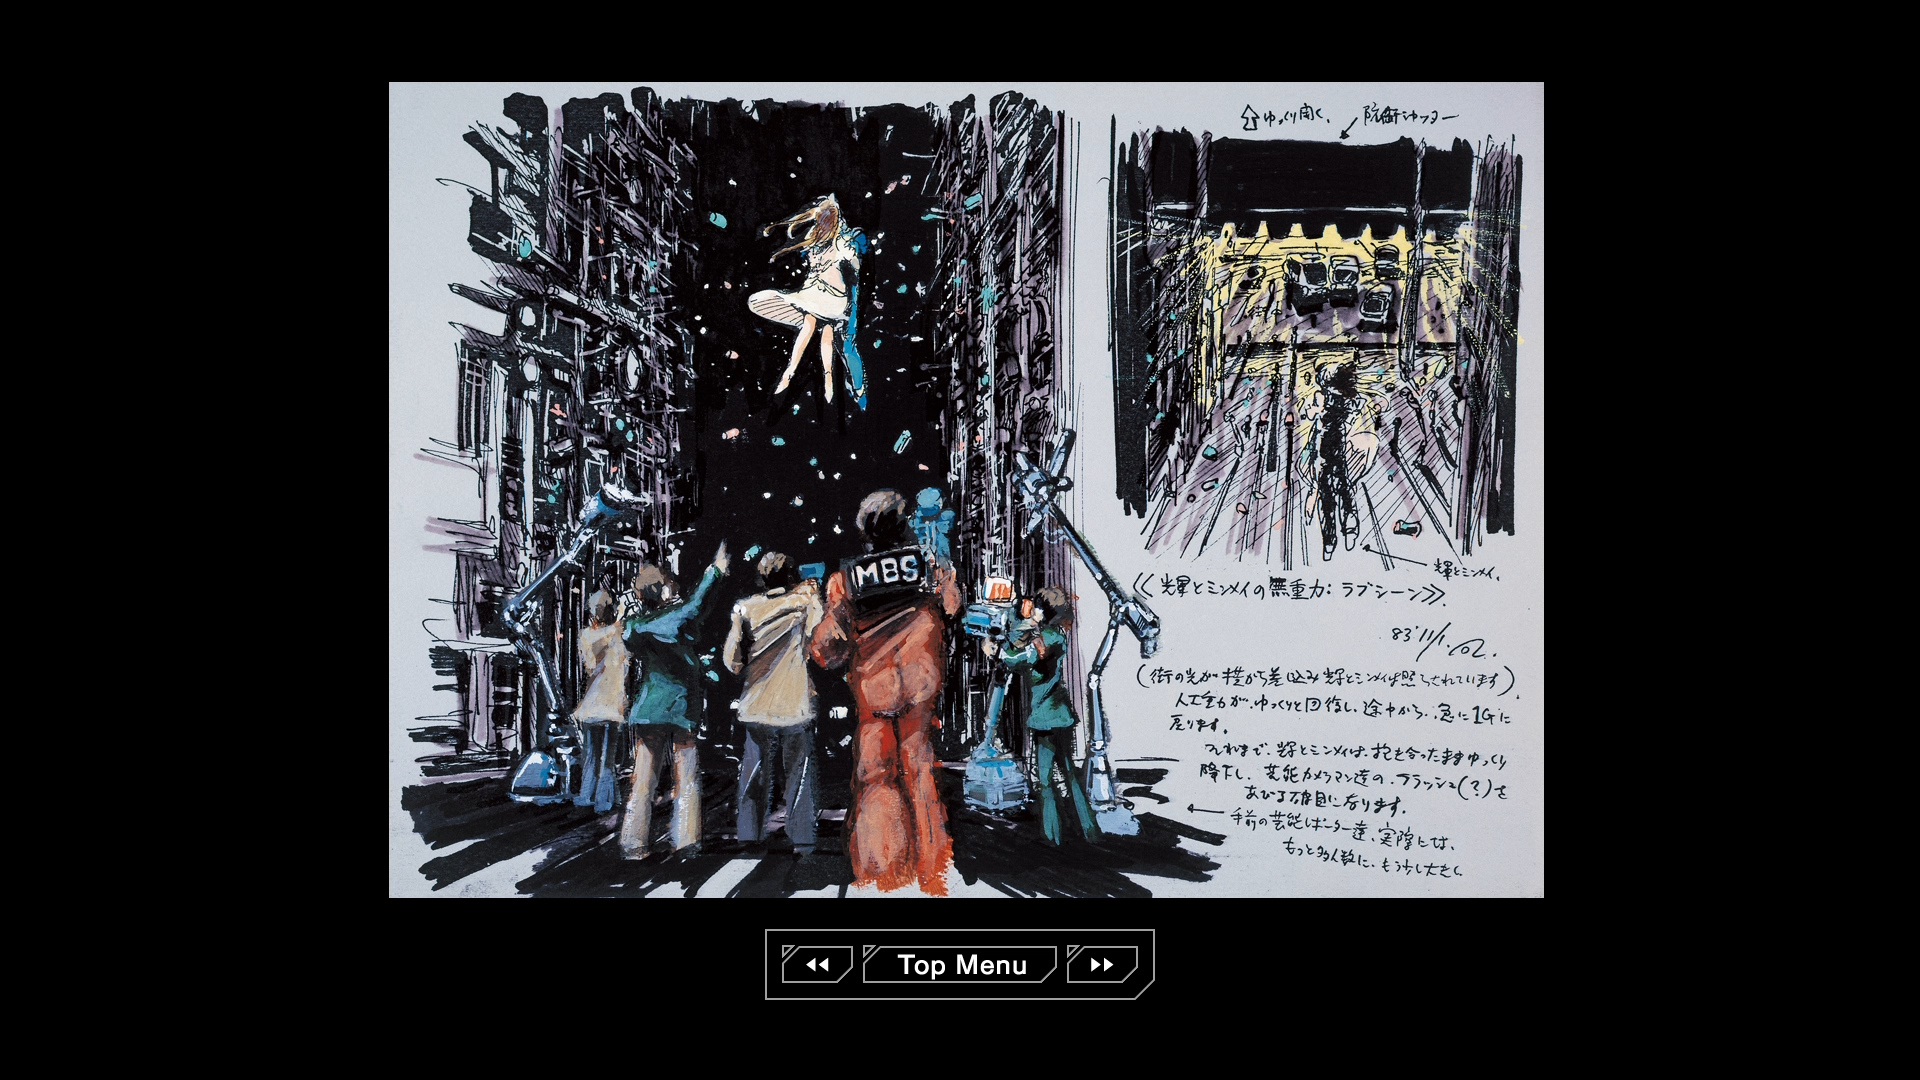 ゆっくり開く。
防断シャッター
MBS
輝とミンメイ。
《輝とミンメイの無重力：ラブシーン》。
83' 11/1.
(街の光が横から差し込み輝とミンメイは照らされています)。
人工重力が、ゆっくりと回復し、途中から、急に1Gに
戻ります。
それまで、輝とミンメイは、抱き合ったままゆっくり
降下し、芸能カメラマン達の、フラッシュ(?)を
あびる破目になります。
手前の芸能レポーター達、実際には、
もっと多人数に、もう少し大きく
Top Menu